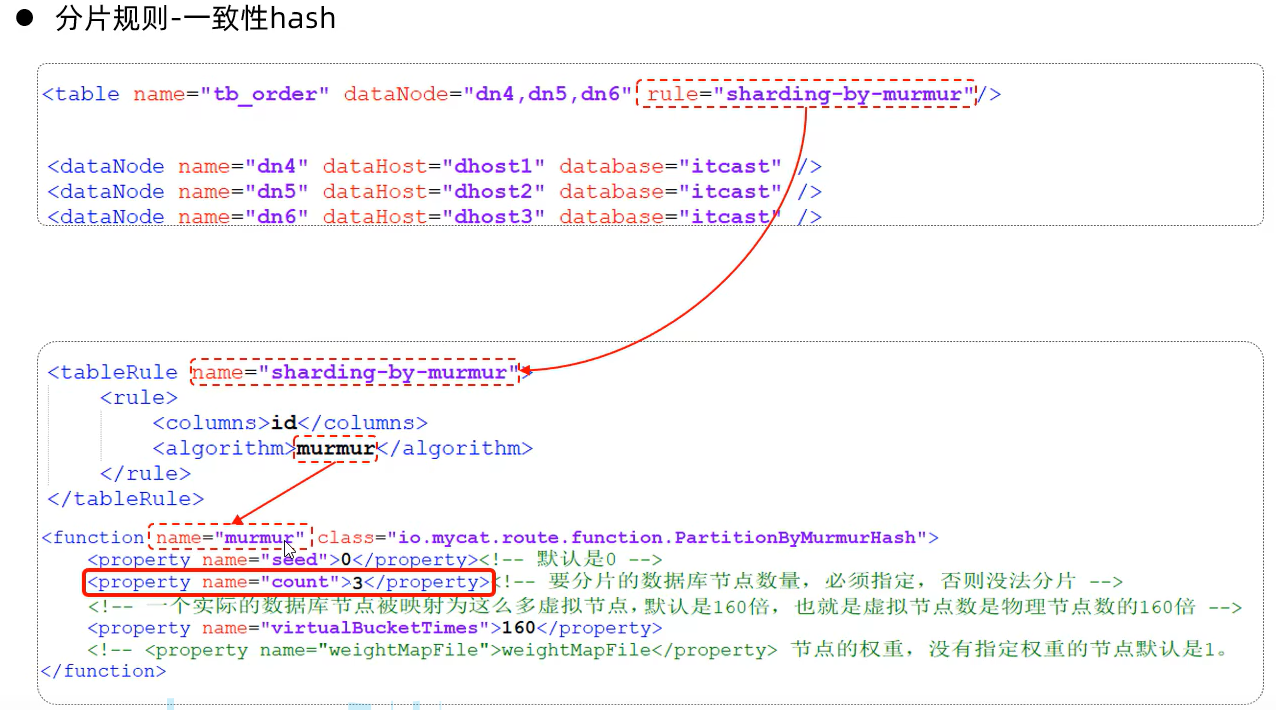 ● 分片规则-一致性hash
<table name="tb_order" dataNode="dn4,dn5,dn6" rule="sharding-by-murmur"/>
<dataNode name="dn4" dataHost="dhost1" database="itcast" />
<dataNode name="dn5" dataHost="dhost2" database="itcast" />
<dataNode name="dn6" dataHost="dhost3" database="itcast" />
<tableRule name="sharding-by-murmur">
<rule>
<columns>id</columns>
<algorithm>murmur</algorithm>
</rule>
</tableRule>
<function name="murmur" class="io.mycat.route.function.PartitionByMurmurHash">
<property name="seed">0</property><!-- 默认是0 -->
<property name="count">3</property><!-- 要分片的数据库节点数量，必须指定，否则没法分片 -->
<!-- 一个实际的数据库节点被映射为这么多虚拟节点，默认是160倍，也就是虚拟节点数是物理节点数的160倍 -->
<property name="virtualBucketTimes">160</property>
<!-- <property name="weightMapFile">weightMapFile</property> 节点的权重，没有指定权重的节点默认是1。
</function>